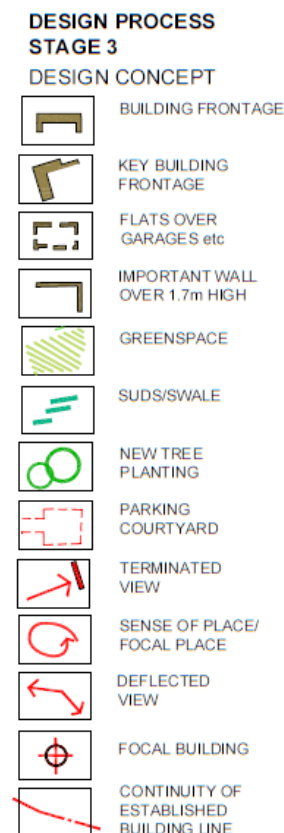 DESIGN PROCESS
STAGE 3
DESIGN CONCEPT
BUILDING FRONTAGE
KEY BUILDING
FRONTAGE
FLATS OVER
GARAGES etc
IMPORTANT WALL
OVER 1.7m HIGH
GREENSPACE
SUDS/SWALE
NEW TREE
PLANTING
PARKING
COURTYARD
TERMINATED
VIEW
SENSE OF PLACE/
FOCAL PLACE
DEFLECTED
VIEW
FOCAL BUILDING
CONTINUITY OF
ESTABLISHED
BUILDING LINE